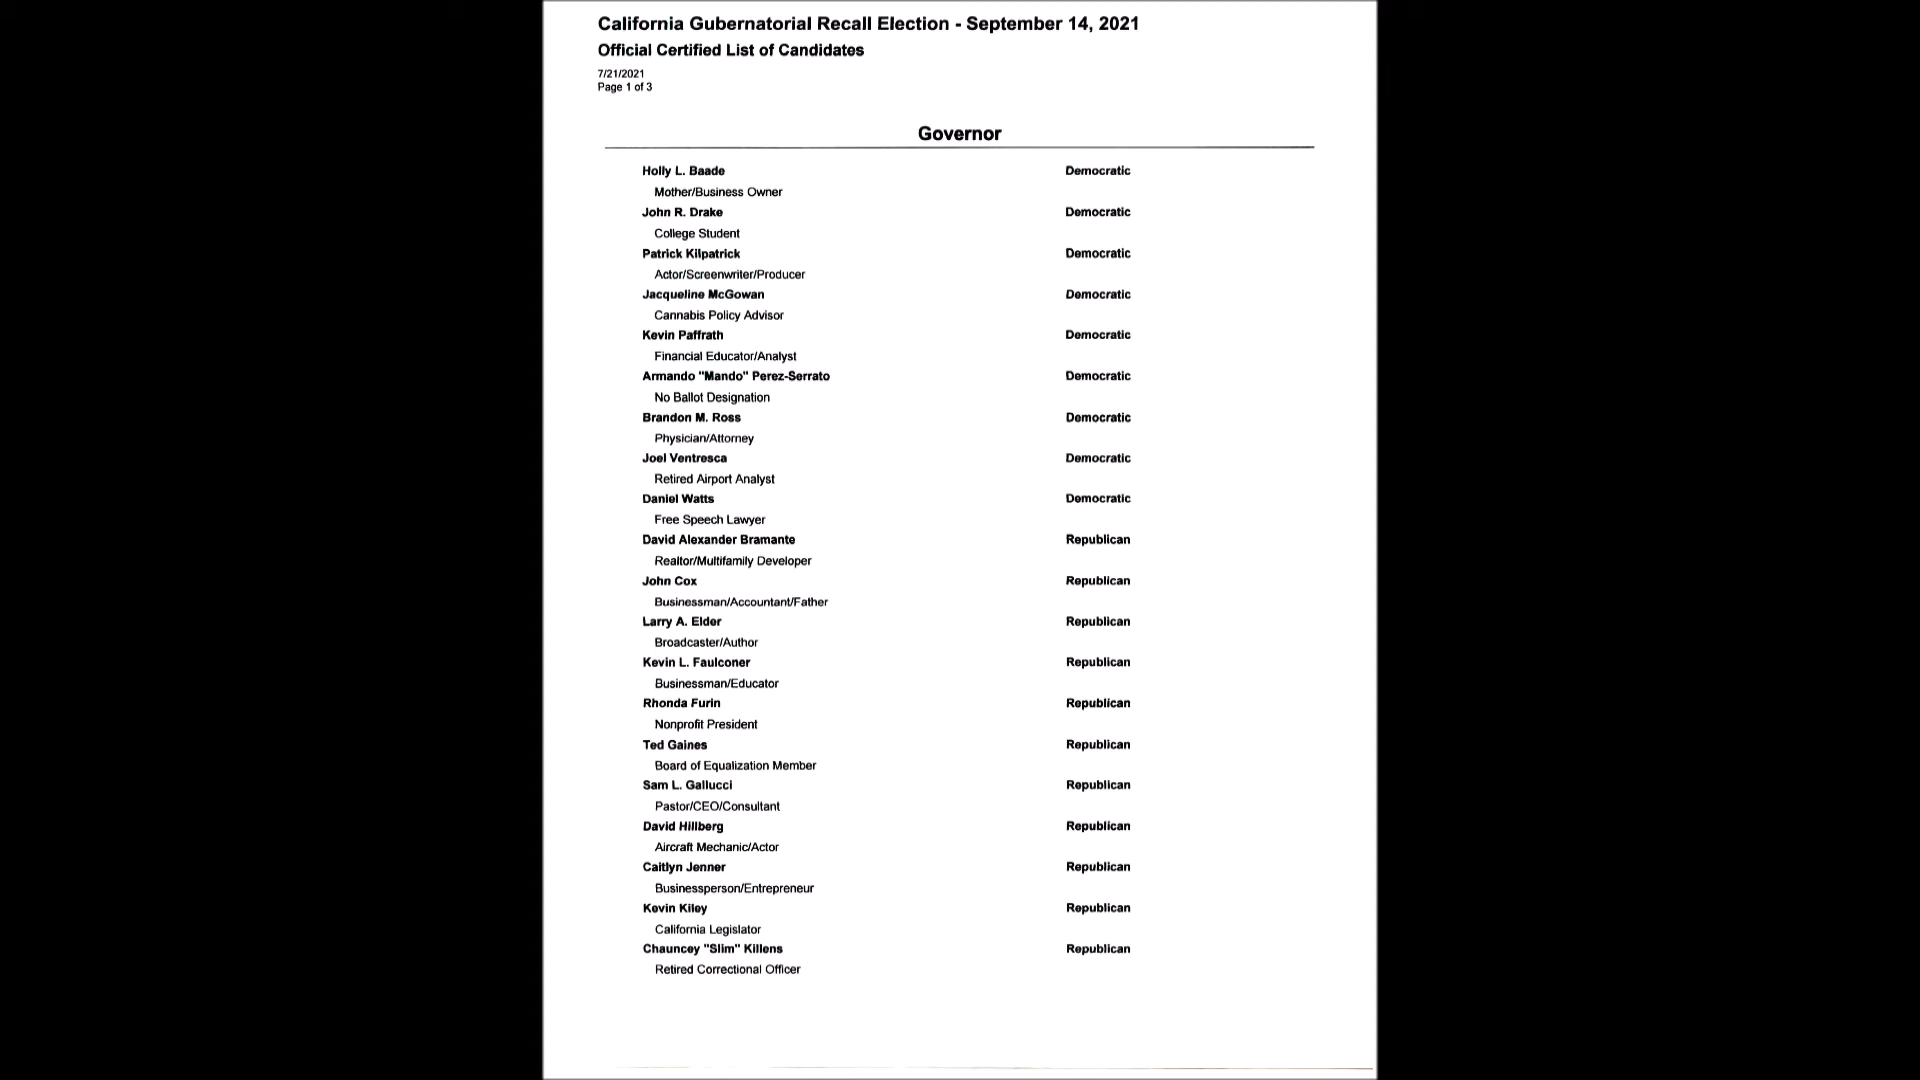 California Gubernatorial Recall Election - September 14, 2021
Official Certified List of Candidates
7/21/2021
Page 1 of 3
Governor
Holly L. Baade Democratic
Mother/Business Owner
John R. Drake Democratic
College Student
Patrick Kilpatrick Democratic
Actor/Screenwriter/Producer
Jacqueline McGowan Democratic
Cannabis Policy Advisor
Kevin Paffrath Democratic
Financial Educator/Analyst
Armando "Mando" Perez-Serrato Democratic
No Ballot Designation
Brandon M. Ross Democratic
Physician/Attorney
Joel Ventresca Democratic
Retired Airport Analyst
Daniel Watts Democratic
Free Speech Lawyer
David Alexander Bramante Republican
Realtor/Multifamily Developer
John Cox Republican
Businessman/Accountant/Father
Larry A. Elder Republican
Broadcaster/Author
Kevin L. Faulconer Republican
Businessman/Educator
Rhonda Furin Republican
Nonprofit President
Ted Gaines Republican
Board of Equalization Member
Sam L. Gallucci Republican
Pastor/CEO/Consultant
David Hillberg Republican
Aircraft Mechanic/Actor
Caitlyn Jenner Republican
Businessperson/Entrepreneur
Kevin Kiley Republican
California Legislator
Chauncey "Slim" Killens Republican
Retired Correctional Officer